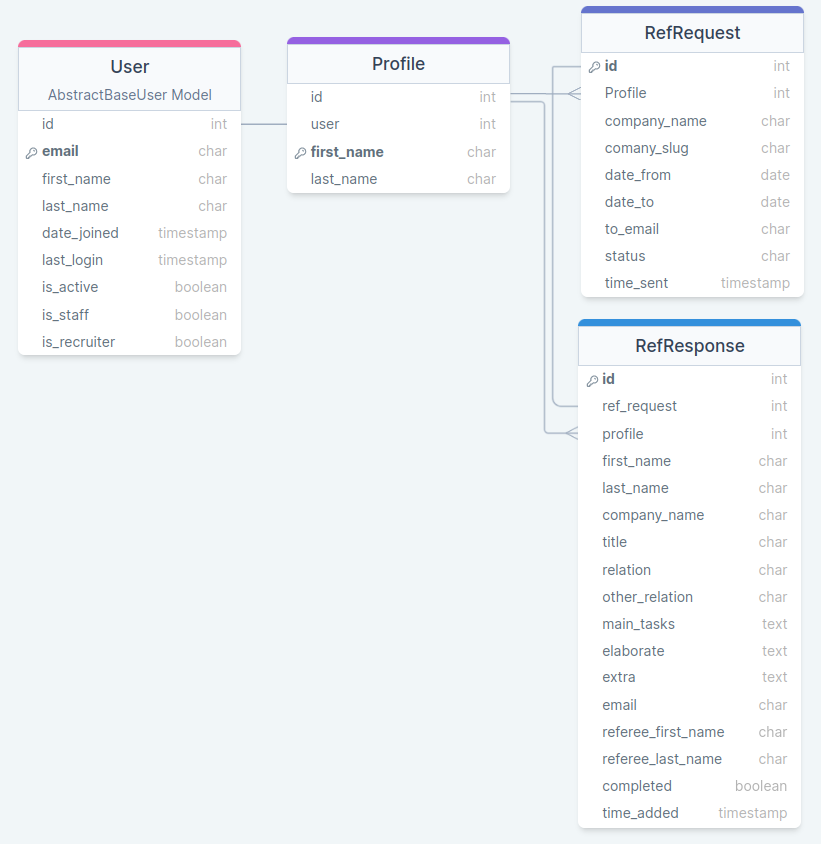 User
AbstractBaseUser Model
id int
email char
first_name char
last_name char
date_joined timestamp
last_login timestamp
is_active boolean
is_staff boolean
is_recruiter boolean
Profile
id int
user int
first_name char
last_name char
RefRequest
id int
Profile int
company_name char
comany_slug char
date_from date
date_to date
to_email char
status char
time_sent timestamp
RefResponse
id int
ref_request int
profile int
first_name char
last_name char
company_name char
title char
relation char
other_relation char
main_tasks text
elaborate text
extra text
email char
referee_first_name char
referee_last_name char
completed boolean
time_added timestamp